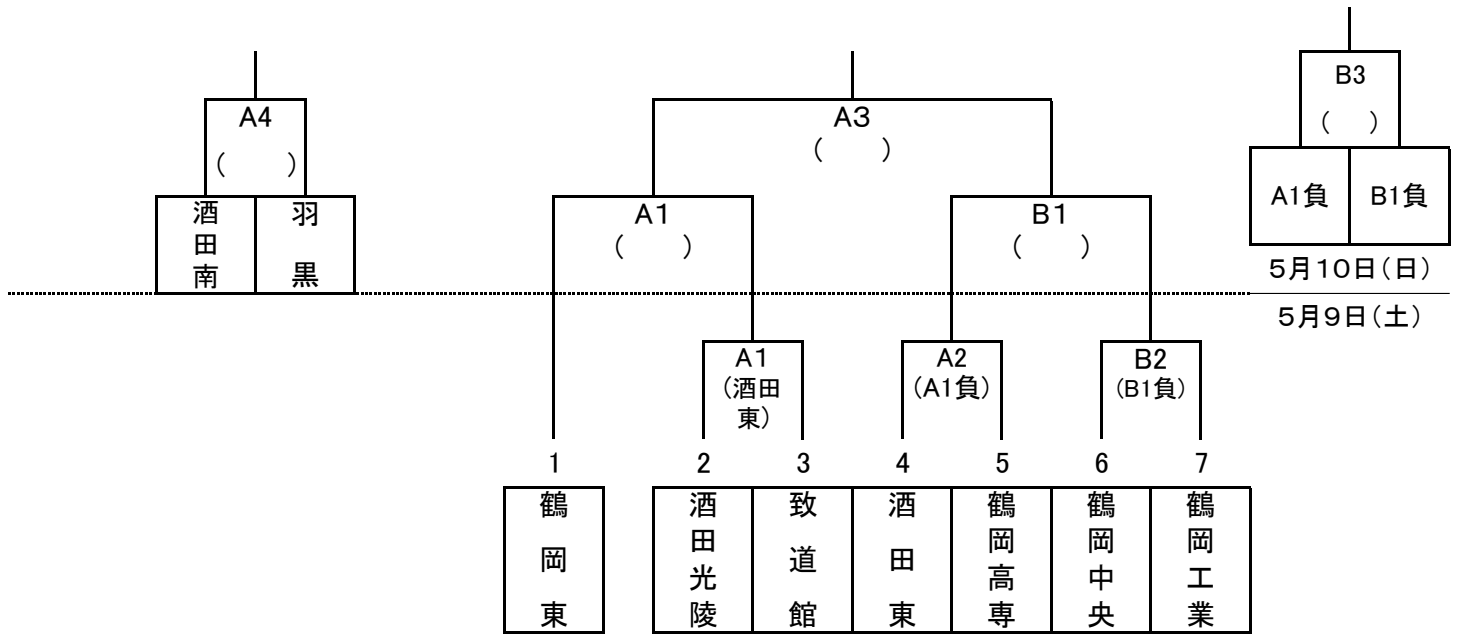 B3
(　)
A4
(　)
A3
(　)
A1負 B1負
酒田南 羽黒
A1
(　)
B1
(　)
5月10日(日)
5月9日(土)
A1
(酒田
東)
A2
(A1負)
B2
(B1負)
1 2 3 4 5 6 7
鶴岡東 酒田光陵 致道館 酒田東 鶴岡高専 鶴岡中央 鶴岡工業